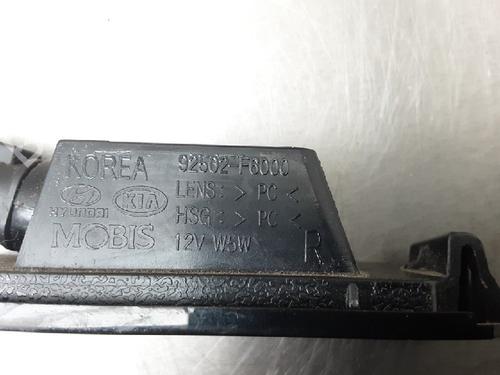 KOREA 92502-F6000
HYUNDAI KIA LENS: > PC <
HSG: > PC <
MOBIS 12V W5W R